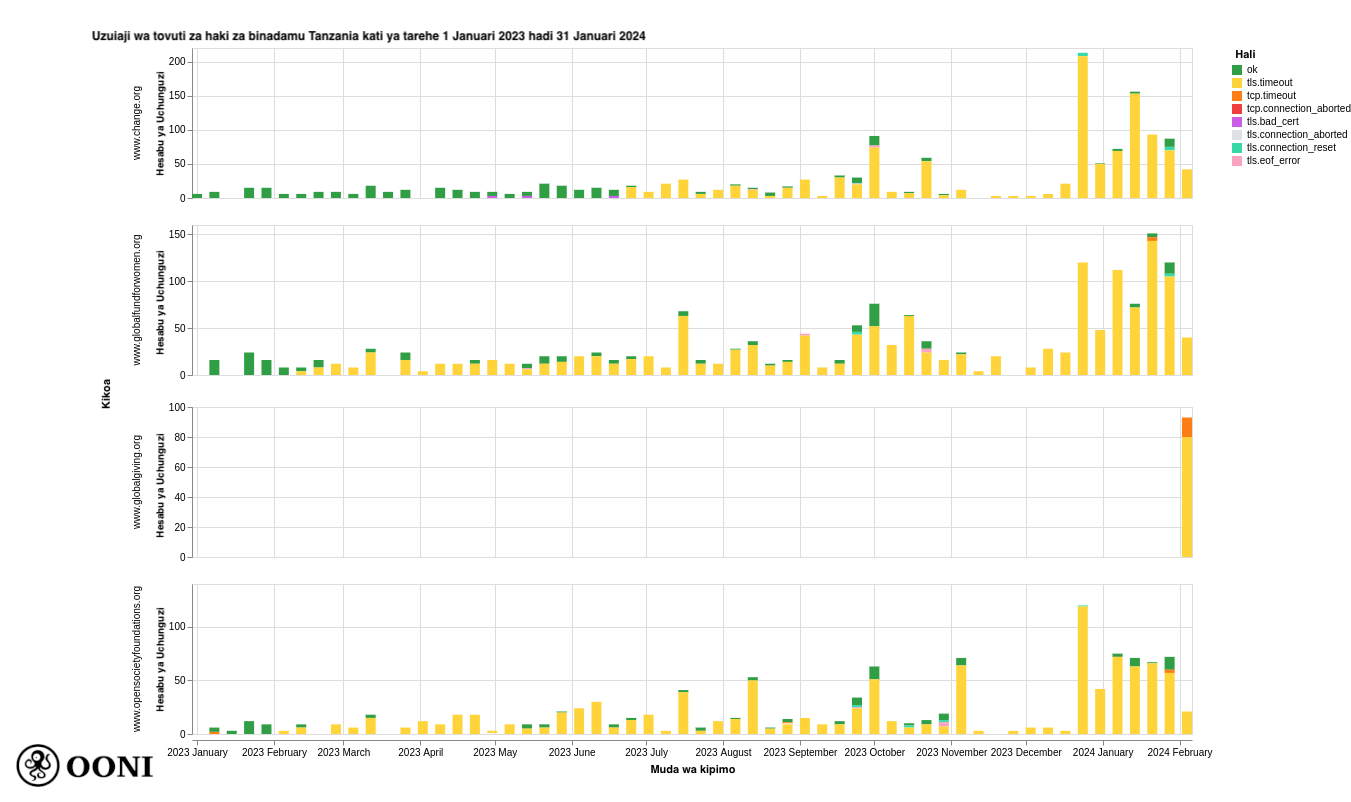 Uzuiaji wa tovuti za haki za binadamu Tanzania kati ya tarehe 1 Januari 2023 hadi 31 Januari 2024
Hali
ok
tls.timeout
tcp.timeout
tcp.connection_aborted
tls.bad_cert
tls.connection_aborted
tls.connection_reset
tls.eof_error
Kikoa
www.change.org
Hesabu ya Uchunguzi
200
150
100
50
0
www.globalfundforwomen.org
Hesabu ya Uchunguzi
150
100
50
0
www.globalgiving.org
Hesabu ya Uchunguzi
100
80
60
40
20
0
www.opensocietyfoundations.org
Hesabu ya Uchunguzi
100
50
0
2023 January 2023 February 2023 March 2023 April 2023 May 2023 June 2023 July 2023 August 2023 September 2023 October 2023 November 2023 December 2024 January 2024 February
Muda wa kipimo
OONI